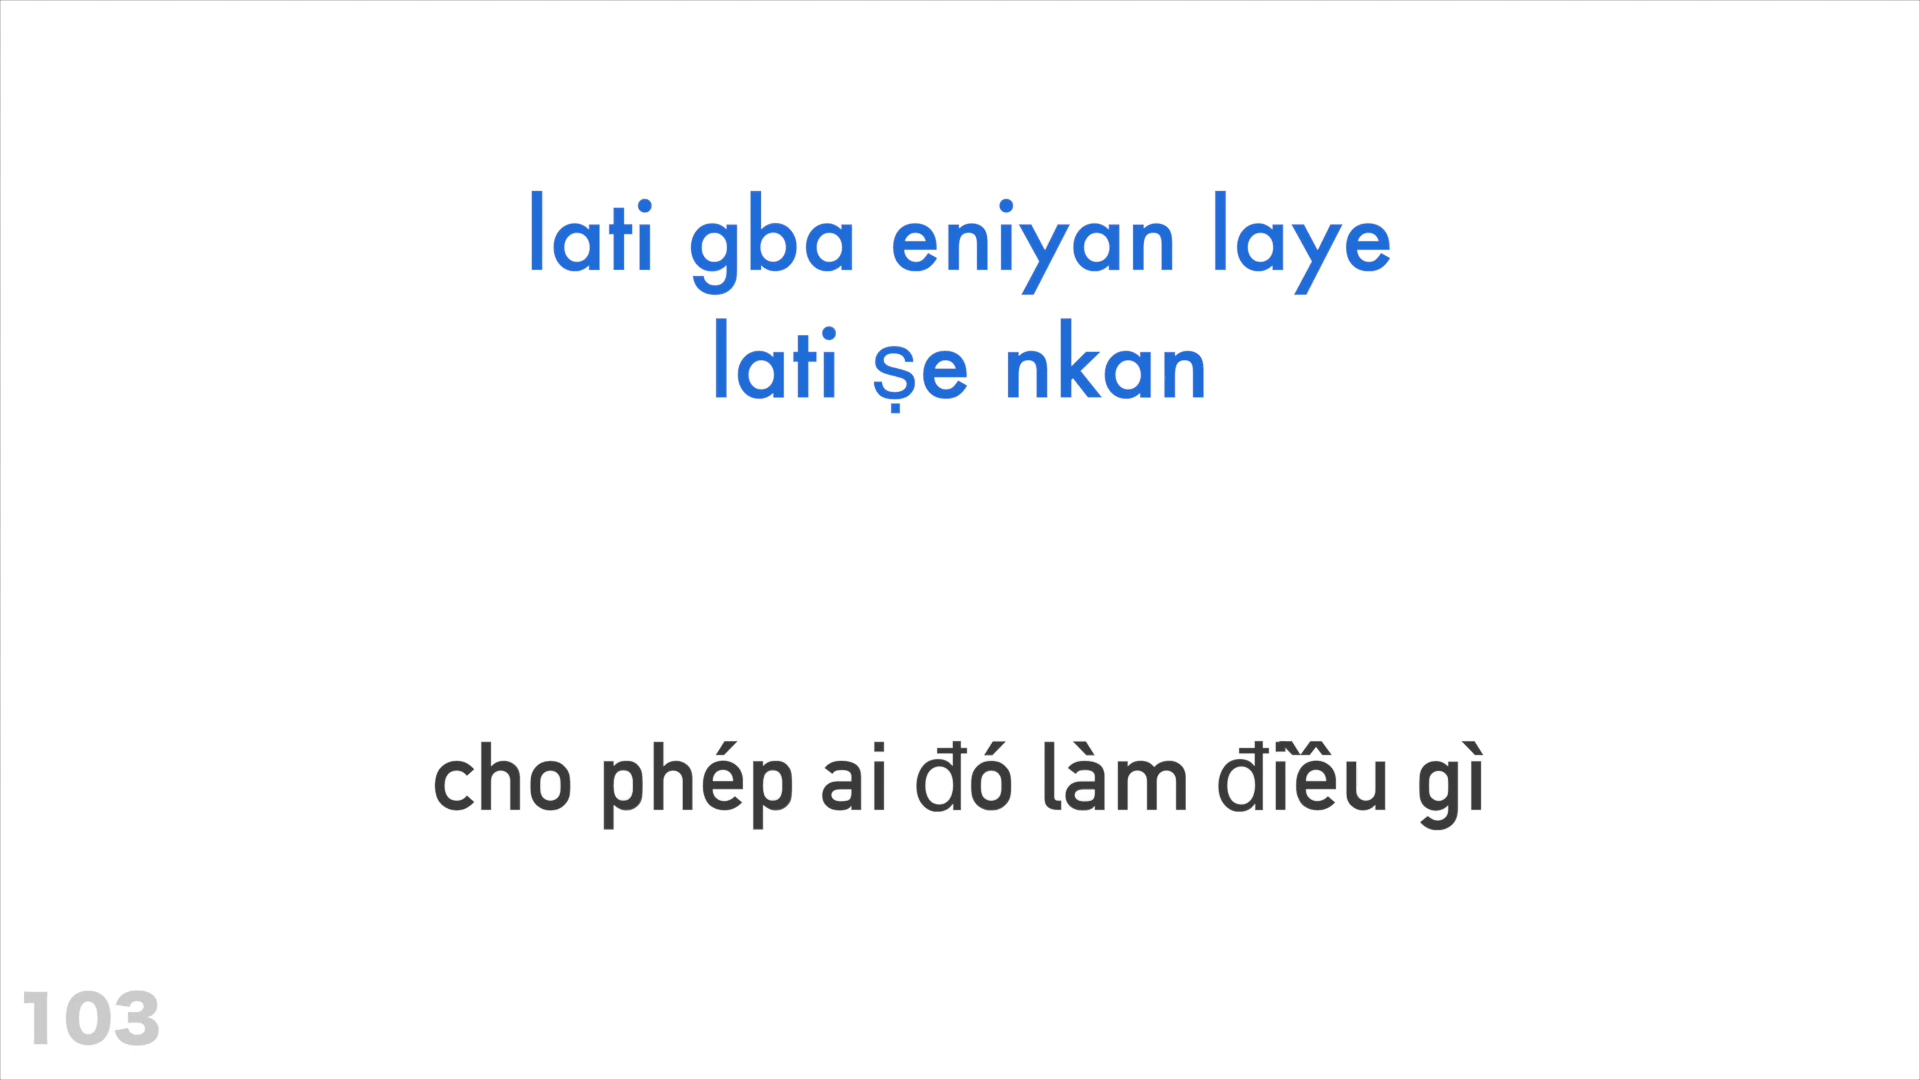 lati gba eniyan laye
lati ṣe nkan
cho phép ai đó làm điều gì
103